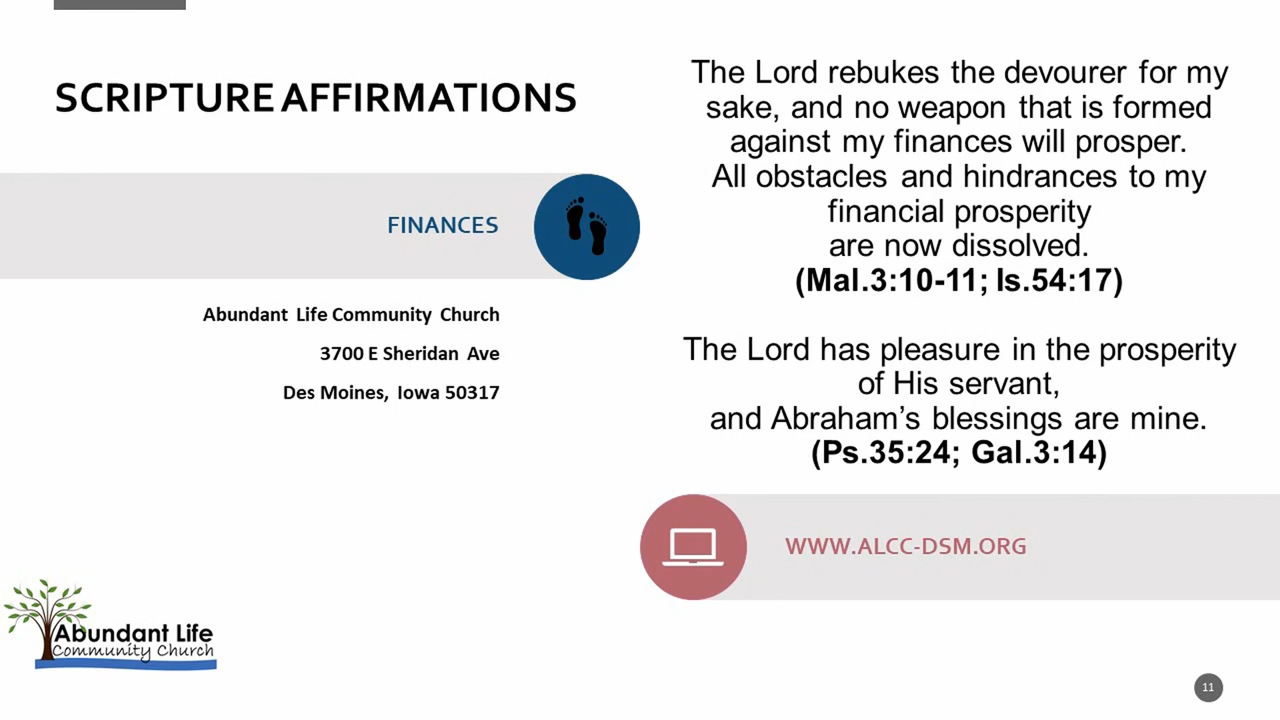 SCRIPTURE AFFIRMATIONS
FINANCES
Abundant Life Community Church
3700 E Sheridan Ave
Des Moines, Iowa 50317
The Lord rebukes the devourer for my
sake, and no weapon that is formed
against my finances will prosper.
All obstacles and hindrances to my
financial prosperity
are now dissolved.
(Mal.3:10-11; Is.54:17)
The Lord has pleasure in the prosperity
of His servant,
and Abraham’s blessings are mine.
(Ps.35:24; Gal.3:14)
WWW.ALCC-DSM.ORG
Abundant Life
Community Church
11